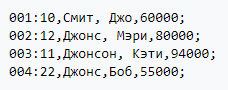 001:10,Смит, Джо,60000;
002:12,Джонс, Мэри,80000;
003:11,Джонсон, Кэти,94000;
004:22,Джонс,Боб,55000;